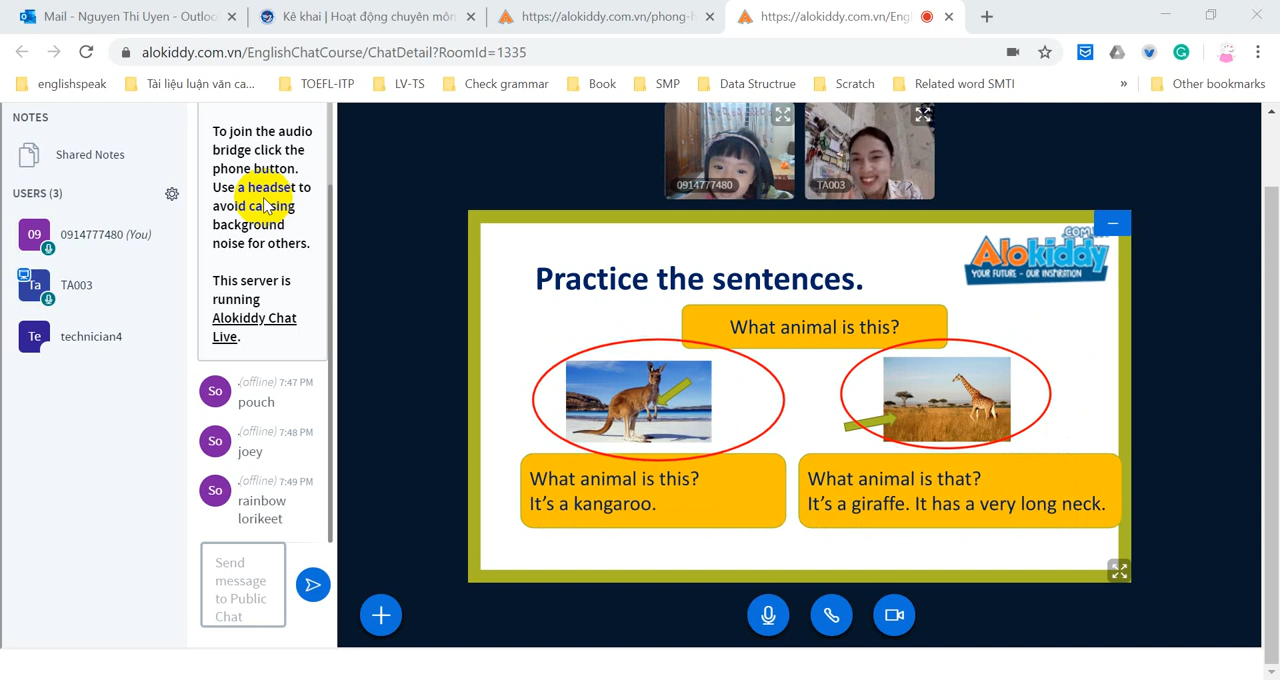 Mail - Nguyen Thi Uyen - Outloo
Kê khai | Hoạt động chuyên môn
https://alokiddy.com.vn/phong-h
https://alokiddy.com.vn/Engl
alokiddy.com.vn/EnglishChatCourse/ChatDetail?RoomId=1335
englishspeak
Tài liệu luận văn ca...
TOEFL-ITP
LV-TS
Check grammar
Book
SMP
Data Structrue
Scratch
Related word SMTI
»
Other bookmarks
NOTES
Shared Notes
USERS (3)
09
0914777480 (You)
Ta
TA003
Te
technician4
To join the audio
bridge click the
phone button.
Use a headset to
avoid causing
background
noise for others.
This server is
running
Alokiddy Chat
Live.
So
.(offline) 7:47 PM
pouch
So
.(offline) 7:48 PM
joey
So
.(offline) 7:49 PM
rainbow
lorikeet
Send
message
to Public
Chat
0914777480
TA003
.COM.VN
Alokiddy
YOUR FUTURE - OUR INSPIRATION
Practice the sentences.
What animal is this?
What animal is this?
It's a kangaroo.
What animal is that?
It's a giraffe. It has a very long neck.